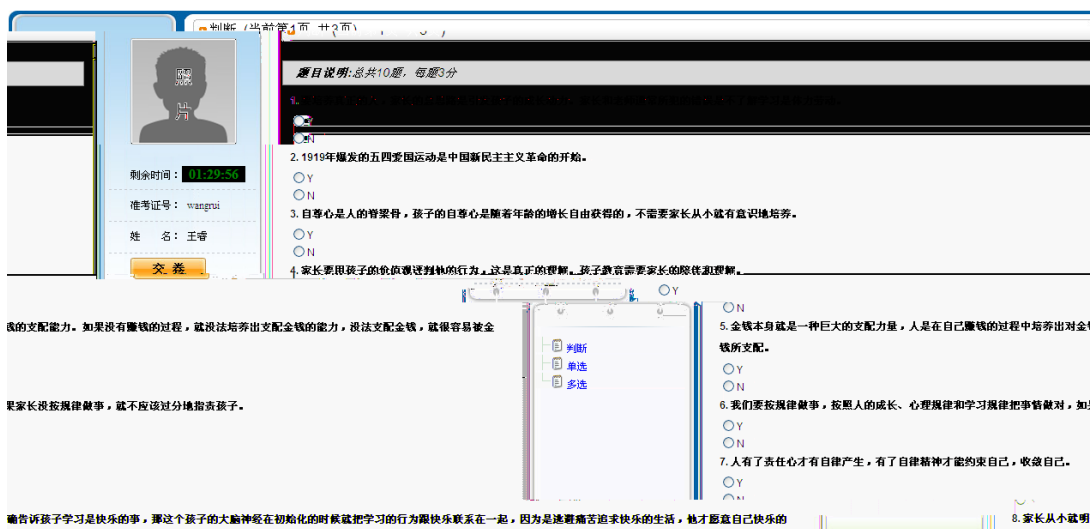 判断 (当前第1页 共3页)
照
片
题目说明:总共10题，每题3分
1.
Y
N
剩余时间： 01:29:56
准考证号： wangrui
姓 名： 王睿
交 卷
2. 1919年爆发的五四爱国运动是中国新民主主义革命的开始。
Y
N
3. 自尊心是人的脊梁骨，孩子的自尊心是随着年龄的增长自由获得的，不需要家长从小就有意识地培养。
Y
N
4. 家长要用孩子的价值观评判他的行为，这是真正的理解。孩子教育需要家长的陪伴和理解。
Y
N
判断
单选
多选
5. 金钱本身就是一种巨大的支配力量，人是在自己赚钱的过程中培养出对金钱
钱的支配能力。如果没有赚钱的过程，就没法培养出支配金钱的能力，没法支配金钱，就很容易被金
钱所支配。
Y
N
6. 我们要按规律做事，按照人的成长、心理规律和学习规律把事情做对，如果
果家长没按规律做事，就不应该过分地指责孩子。
Y
N
7. 人有了责任心才有自律产生，有了自律精神才能约束自己，收敛自己。
Y
N
8. 家长从小就明
确告诉孩子学习是快乐的事，那这个孩子的大脑神经在初始化的时候就把学习的行为跟快乐联系在一起，因为是逃避痛苦追求快乐的生活，他才愿意自己快乐的